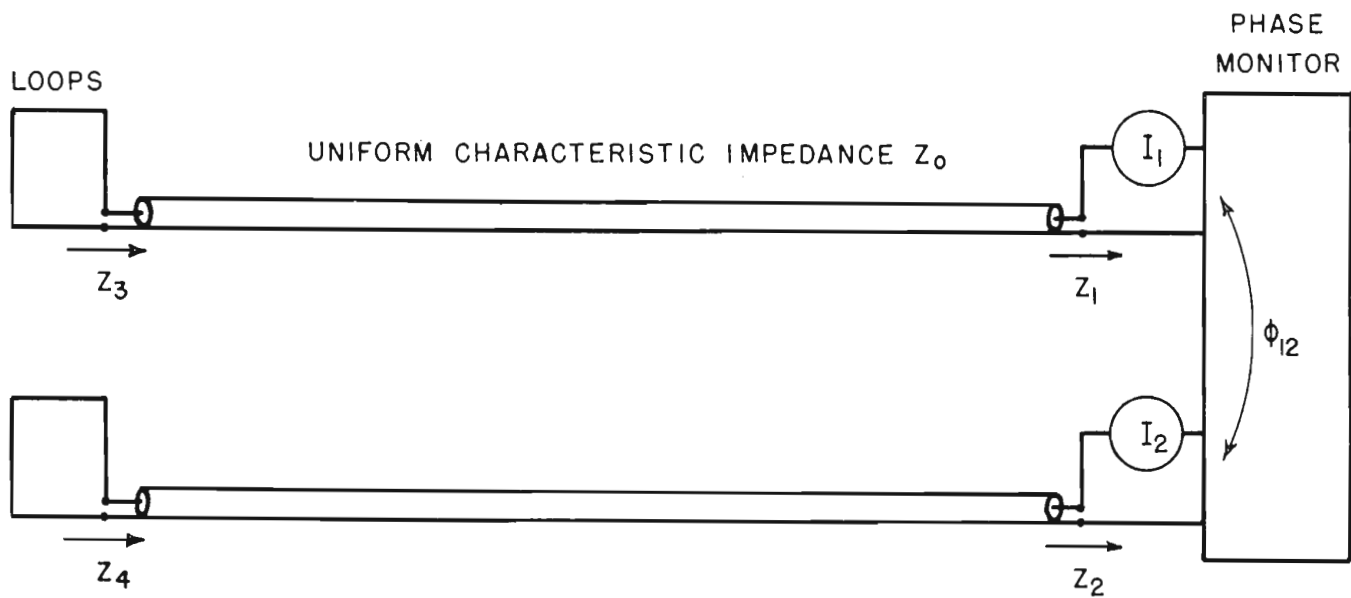 PHASE
MONITOR
LOOPS
UNIFORM CHARACTERISTIC IMPEDANCE Z₀
I₁
Z₃
Z₁
ϕ₁₂
I₂
Z₄
Z₂